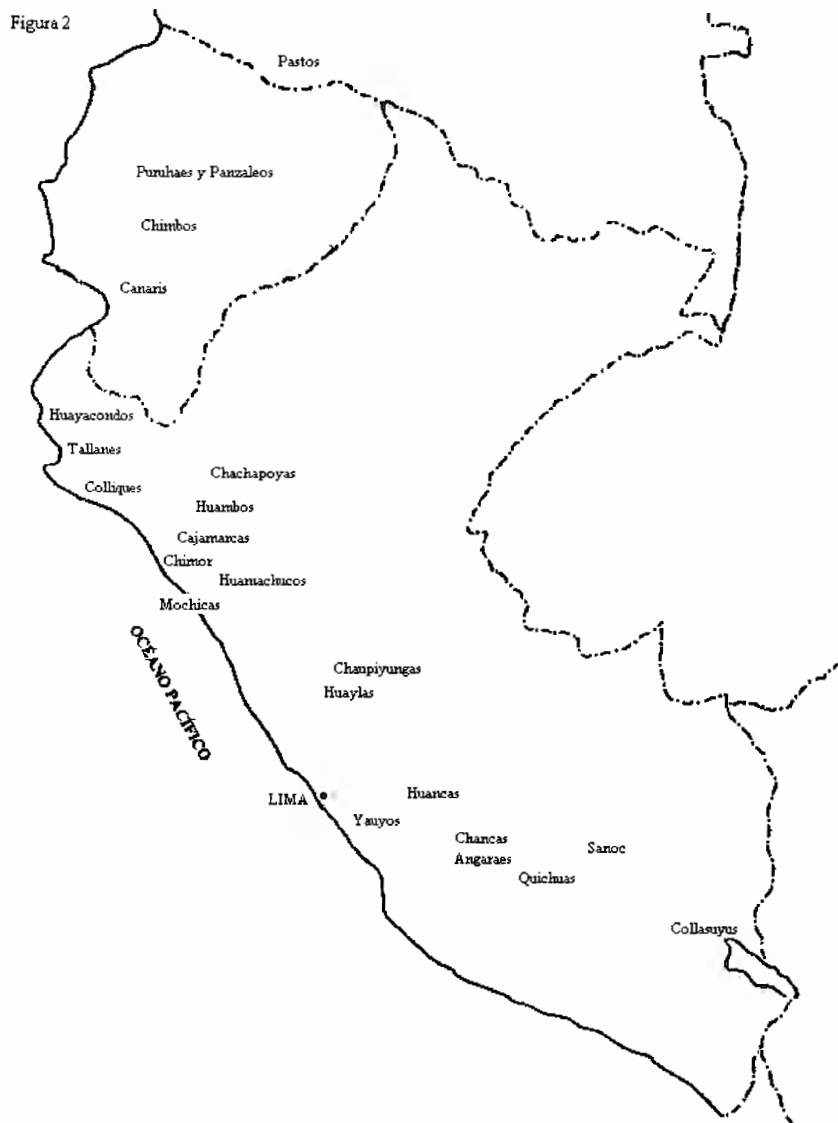 Figura 2
Pastos
Puruhaes y Panzaleos
Chimbos
Canaris
Huayacondos
Tallanes
Colliques
Chachapoyas
Huambos
Cajamarcas
Chimor
Huamachucos
Mochicas
OCÉANO PACÍFICO
Chaupiyungas
Huaylas
LIMA
Huancas
Yauyos
Chancas
Angaraes
Sanoc
Quichuas
Collasuyus